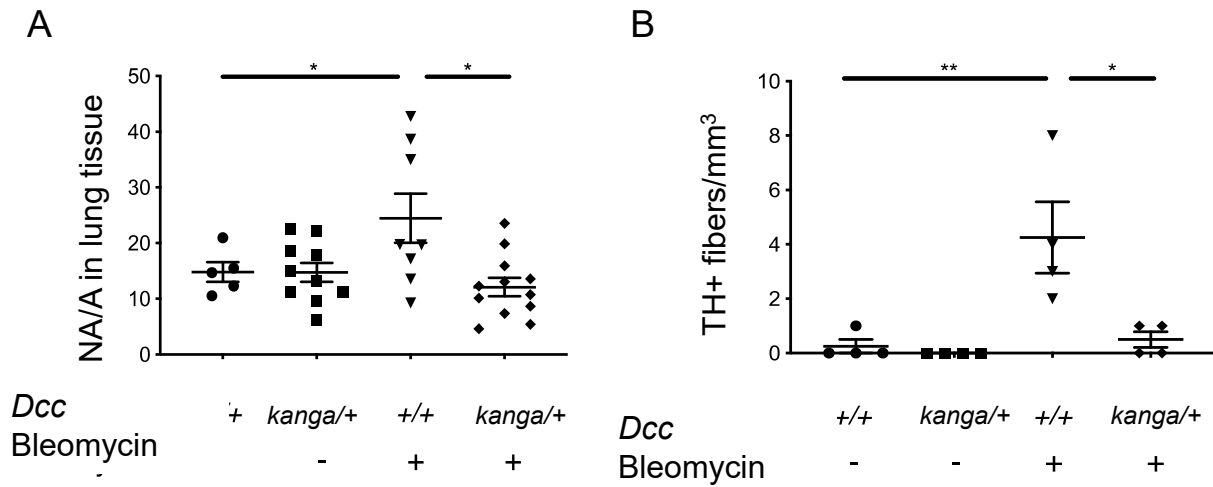 A
B
* *
** *
NA/A in lung tissue
50
40
30
20
10
0
TH+ fibers/mm³
10
8
6
4
2
0
Dcc + kanga/+ +/+ kanga/+
Bleomycin - + +
Dcc +/+ kanga/+ +/+ kanga/+
Bleomycin - - + +